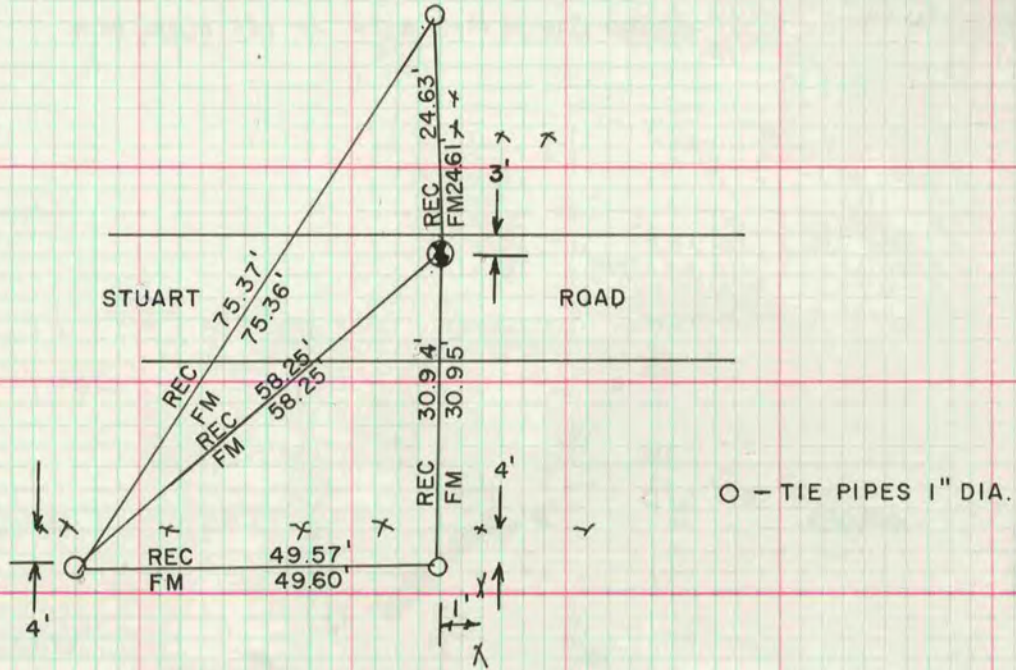 REC 24.63'
FM 24.61
3'
STUART ROAD
REC 75.37'
FM 75.36'
REC 58.25'
FM 58.25'
REC 30.94'
FM 30.95
4'
O - TIE PIPES 1" DIA.
REC 49.57'
FM 49.60'
4'
1'